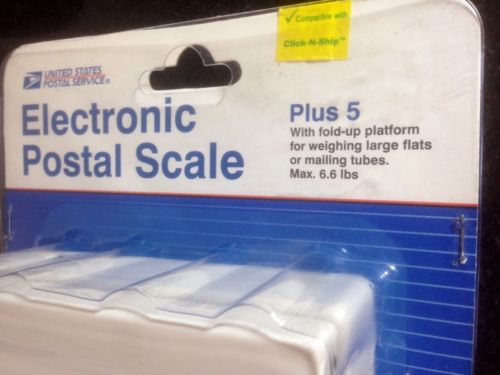 ✓ Compatible with
Click-N-Ship™
UNITED STATES
POSTAL SERVICE®
Electronic
Postal Scale
Plus 5
With fold-up platform
for weighing large flats
or mailing tubes.
Max. 6.6 lbs